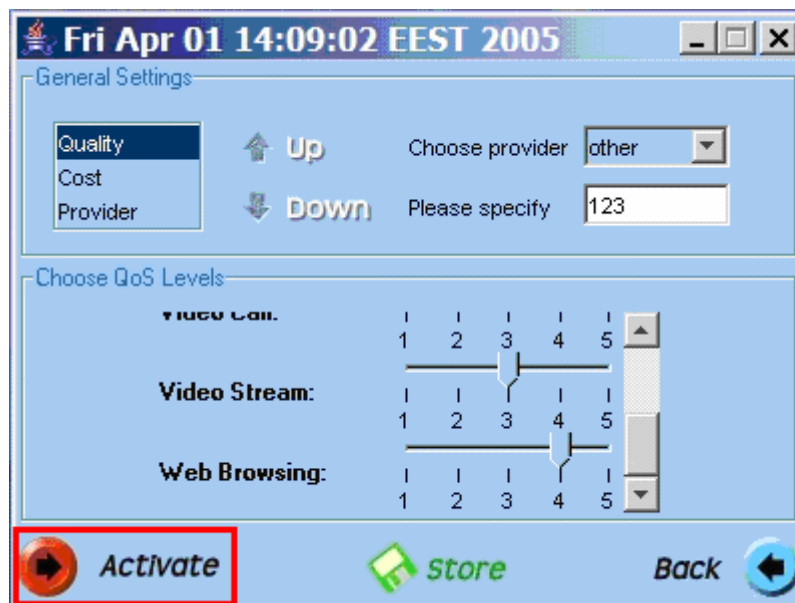 Fri Apr 01 14:09:02 EEST 2005
General Settings
Quality
Cost
Provider
Up
Down
Choose provider other
Please specify 123
Choose QoS Levels
Video Call:
1 2 3 4 5
Video Stream:
1 2 3 4 5
Web Browsing:
1 2 3 4 5
Activate
Store
Back